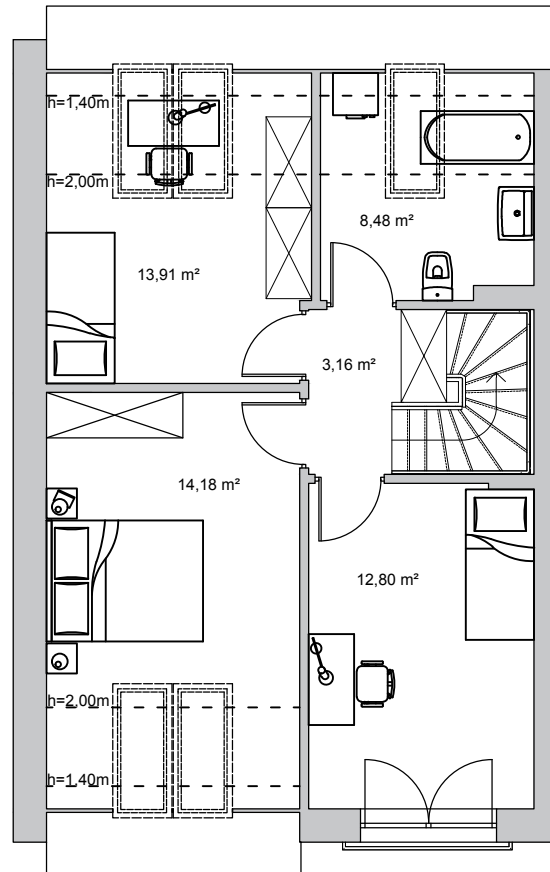 h=1,40m
h=2,00m
8,48 m²
13,91 m²
3,16 m²
14,18 m²
12,80 m²
h=2,00m
h=1,40m